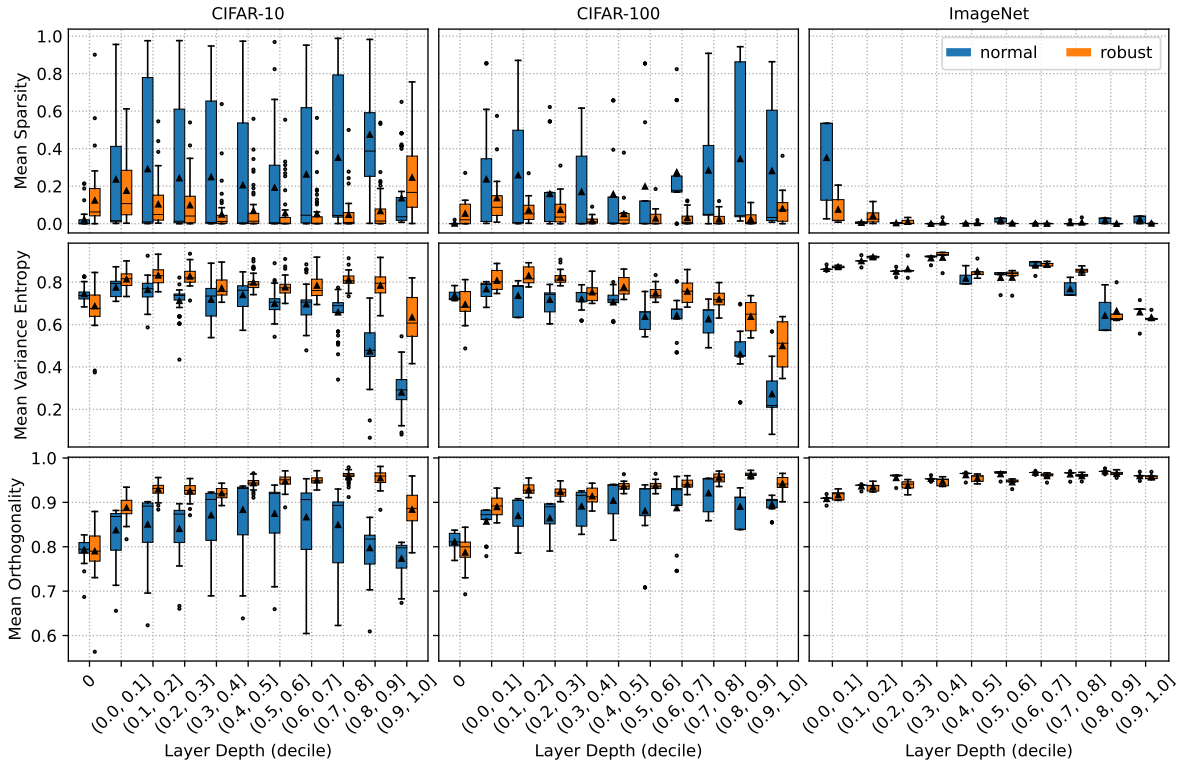 CIFAR-10 CIFAR-100 ImageNet
normal robust
Mean Sparsity
1.0
0.8
0.6
0.4
0.2
0.0
Mean Variance Entropy
0.8
0.6
0.4
0.2
Mean Orthogonality
1.0
0.9
0.8
0.7
0.6
0 (0.0, 0.1] (0.1, 0.2] (0.2, 0.3] (0.3, 0.4] (0.4, 0.5] (0.5, 0.6] (0.6, 0.7] (0.7, 0.8] (0.8, 0.9] (0.9, 1.0]
0 (0.0, 0.1] (0.1, 0.2] (0.2, 0.3] (0.3, 0.4] (0.4, 0.5] (0.5, 0.6] (0.6, 0.7] (0.7, 0.8] (0.8, 0.9] (0.9, 1.0]
(0.0, 0.1] (0.1, 0.2] (0.2, 0.3] (0.3, 0.4] (0.4, 0.5] (0.5, 0.6] (0.6, 0.7] (0.7, 0.8] (0.8, 0.9] (0.9, 1.0]
Layer Depth (decile) Layer Depth (decile) Layer Depth (decile)